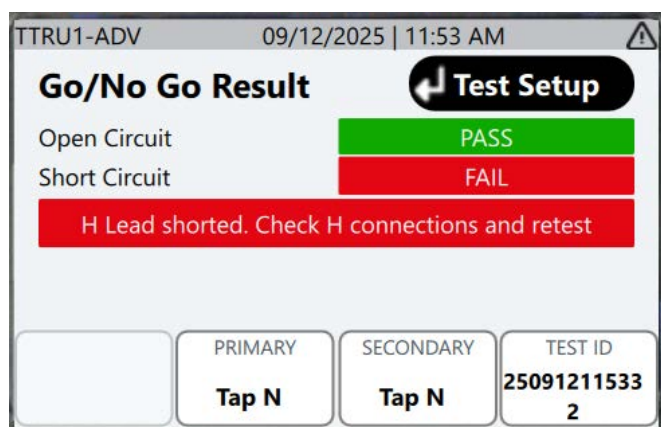 TTRU1-ADV 09/12/2025 | 11:53 AM
Go/No Go Result Test Setup
Open Circuit PASS
Short Circuit FAIL
H Lead shorted. Check H connections and retest
PRIMARY SECONDARY TEST ID
Tap N Tap N 25091211533
2